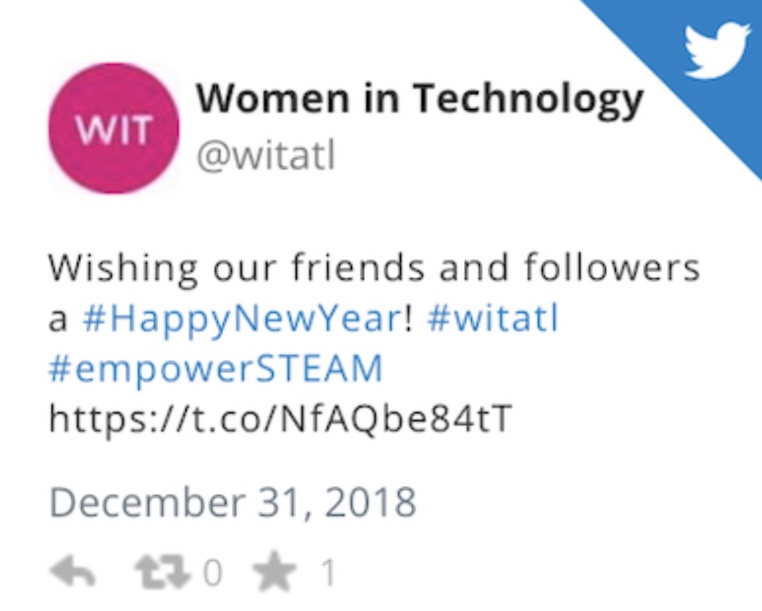 WIT
Women in Technology
@witatl
Wishing our friends and followers
a #HappyNewYear! #witatl
#empowerSTEAM
https://t.co/NfAQbe84tT
December 31, 2018
0 1